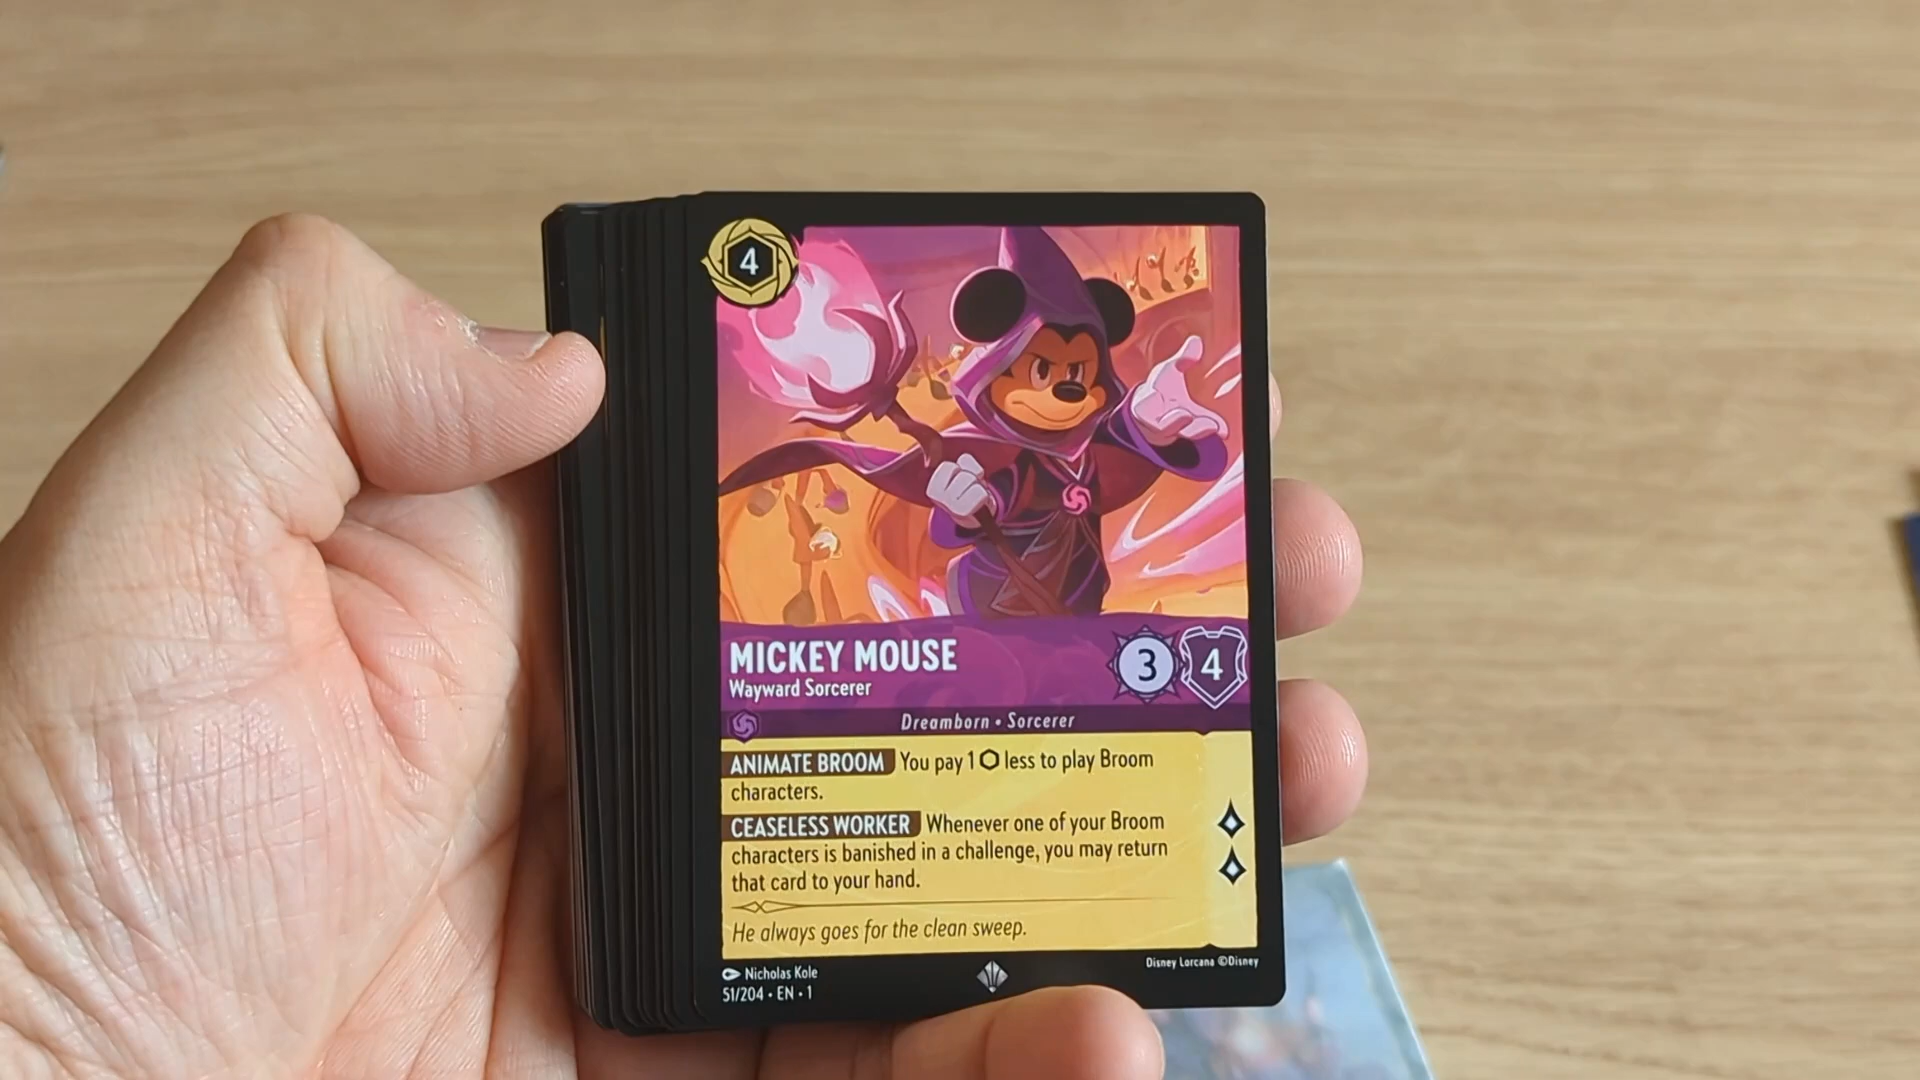 4
MICKEY MOUSE
Wayward Sorcerer
3 4
Dreamborn • Sorcerer
ANIMATE BROOM You pay 1 ⬡ less to play Broom
characters.
CEASELESS WORKER Whenever one of your Broom
characters is banished in a challenge, you may return
that card to your hand.
He always goes for the clean sweep.
Nicholas Kole
Disney Lorcana ©Disney
51/204 • EN • 1